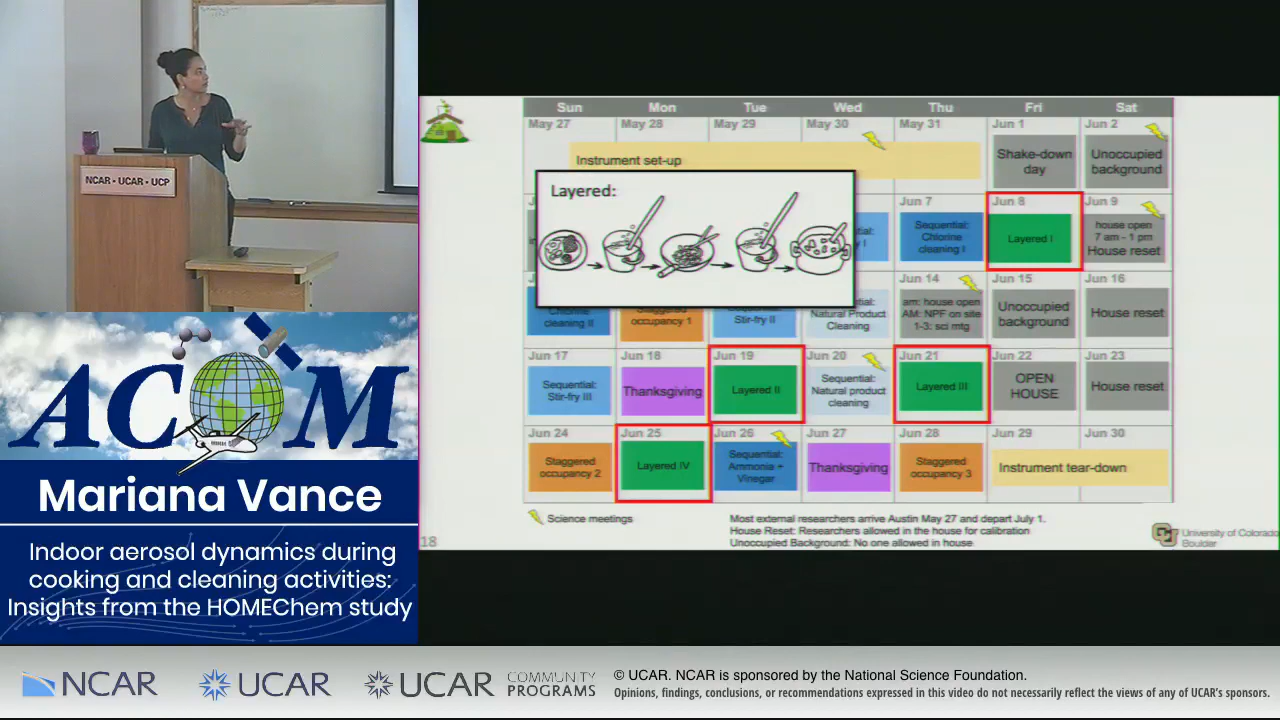 NCAR • UCAR • UCP
ACOM
Mariana Vance
Indoor aerosol dynamics during
cooking and cleaning activities:
Insights from the HOMEChem study
Sun Mon Tue Wed Thu Fri Sat
May 27 May 28 May 29 May 30 May 31 Jun 1 Jun 2
Instrument set-up
Shake-down
day
Unoccupied
background
Layered:
Jun 7 Jun 8 Jun 9
Sequential:
Chlorine
cleaning I
Layered I
house open
7 am - 1 pm
House reset
Jun 14 Jun 15 Jun 16
Chlorine
cleaning II
Staggered
occupancy 1
Stir-fry II
Natural Product
Cleaning
am: house open
AM: NPF on site
1-3: sci mtg
Unoccupied
background
House reset
Jun 17 Jun 18 Jun 19 Jun 20 Jun 21 Jun 22 Jun 23
Sequential:
Stir-fry III
Thanksgiving
Layered II
Sequential:
Natural product
cleaning
Layered III
OPEN
HOUSE
House reset
Jun 24 Jun 25 Jun 26 Jun 27 Jun 28 Jun 29 Jun 30
Staggered
occupancy 2
Layered IV
Sequential:
Ammonia +
Vinegar
Thanksgiving
Staggered
occupancy 3
Instrument tear-down
Science meetings
Most external researchers arrive Austin May 27 and depart July 1.
House Reset: Researchers allowed in the house for calibration
Unoccupied Background: No one allowed in house
18
University of Colorado
Boulder
NCAR
UCAR
UCAR
COMMUNITY
PROGRAMS
© UCAR. NCAR is sponsored by the National Science Foundation.
Opinions, findings, conclusions, or recommendations expressed in this video do not necessarily reflect the views of any of UCAR's sponsors.